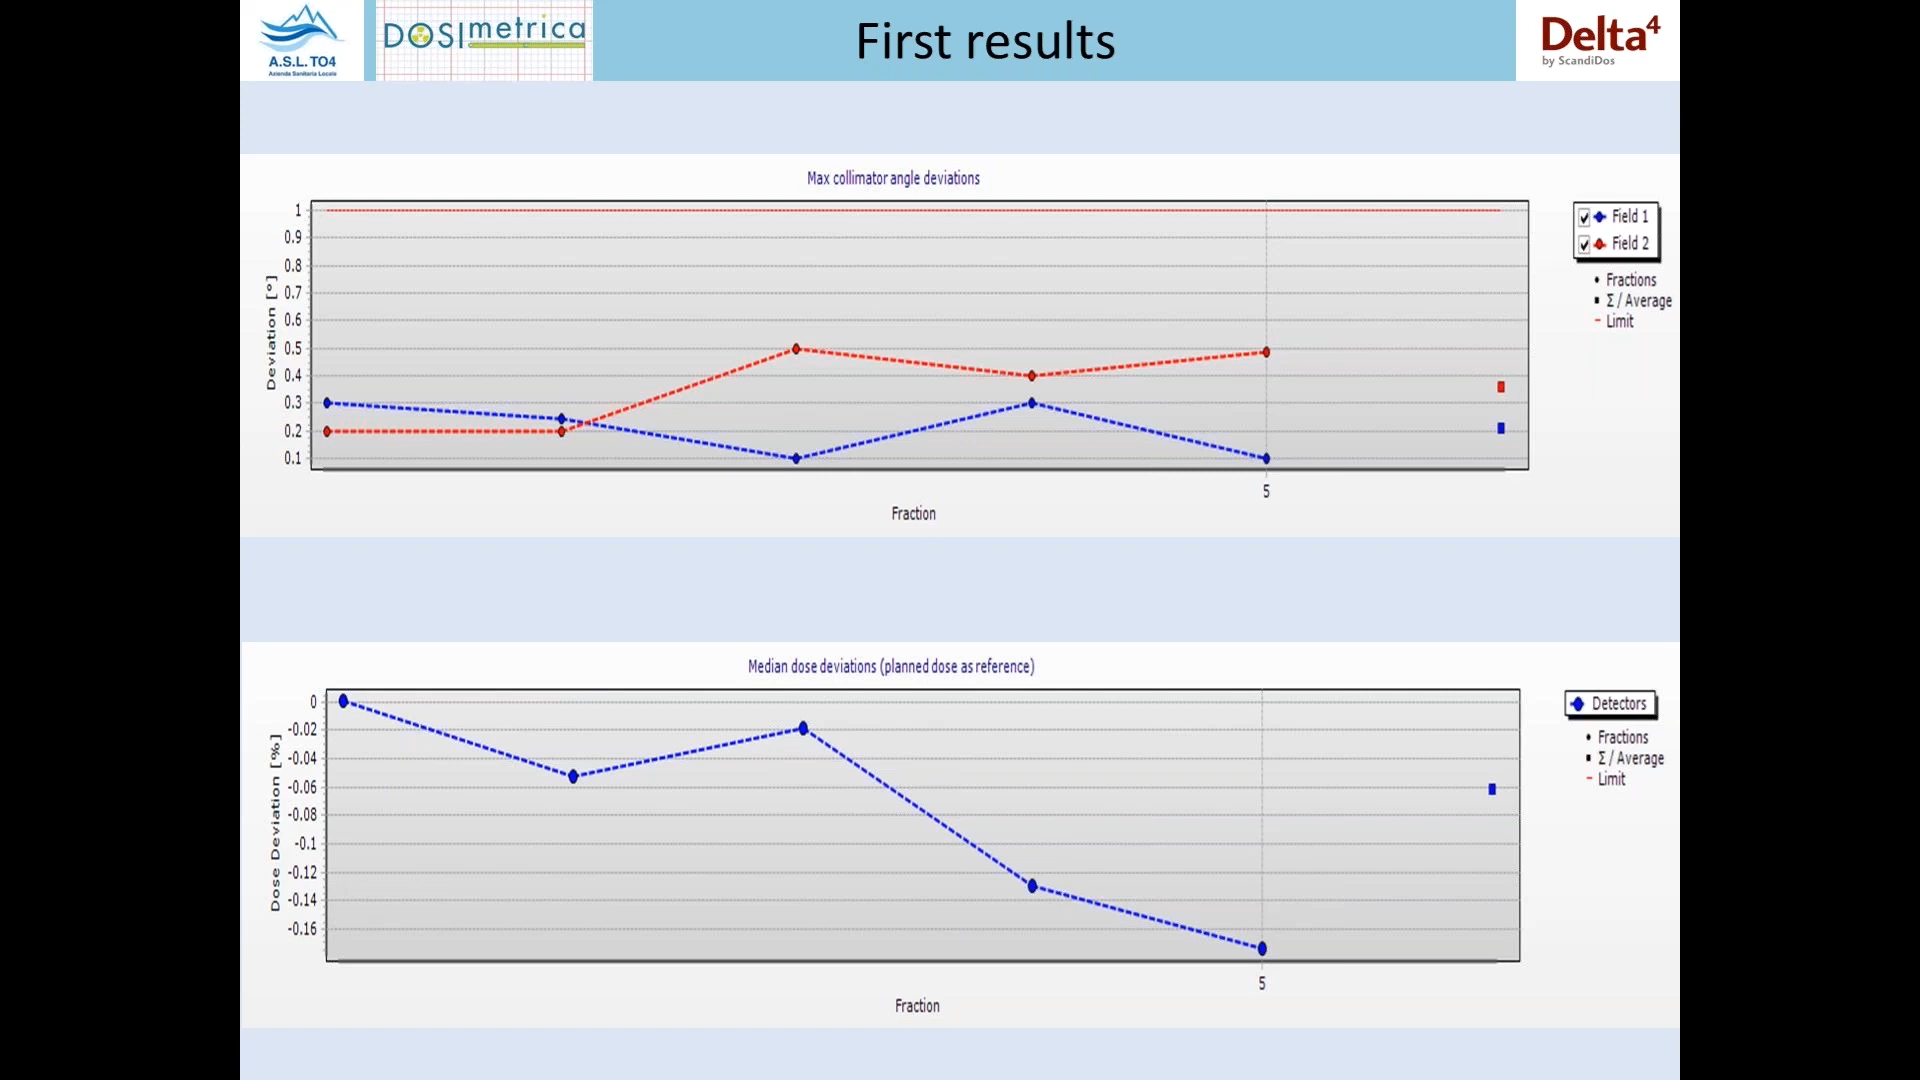 A.S.L. TO4
Azienda Sanitaria Locale
DOSImetrica
First results
Delta4
by ScandiDos
Max collimator angle deviations
Deviation [°]
1
0.9
0.8
0.7
0.6
0.5
0.4
0.3
0.2
0.1
5
Fraction
Field 1
Field 2
Fractions
Σ / Average
Limit
Median dose deviations (planned dose as reference)
Dose Deviation [%]
0
-0.02
-0.04
-0.06
-0.08
-0.1
-0.12
-0.14
-0.16
5
Fraction
Detectors
Fractions
Σ / Average
Limit